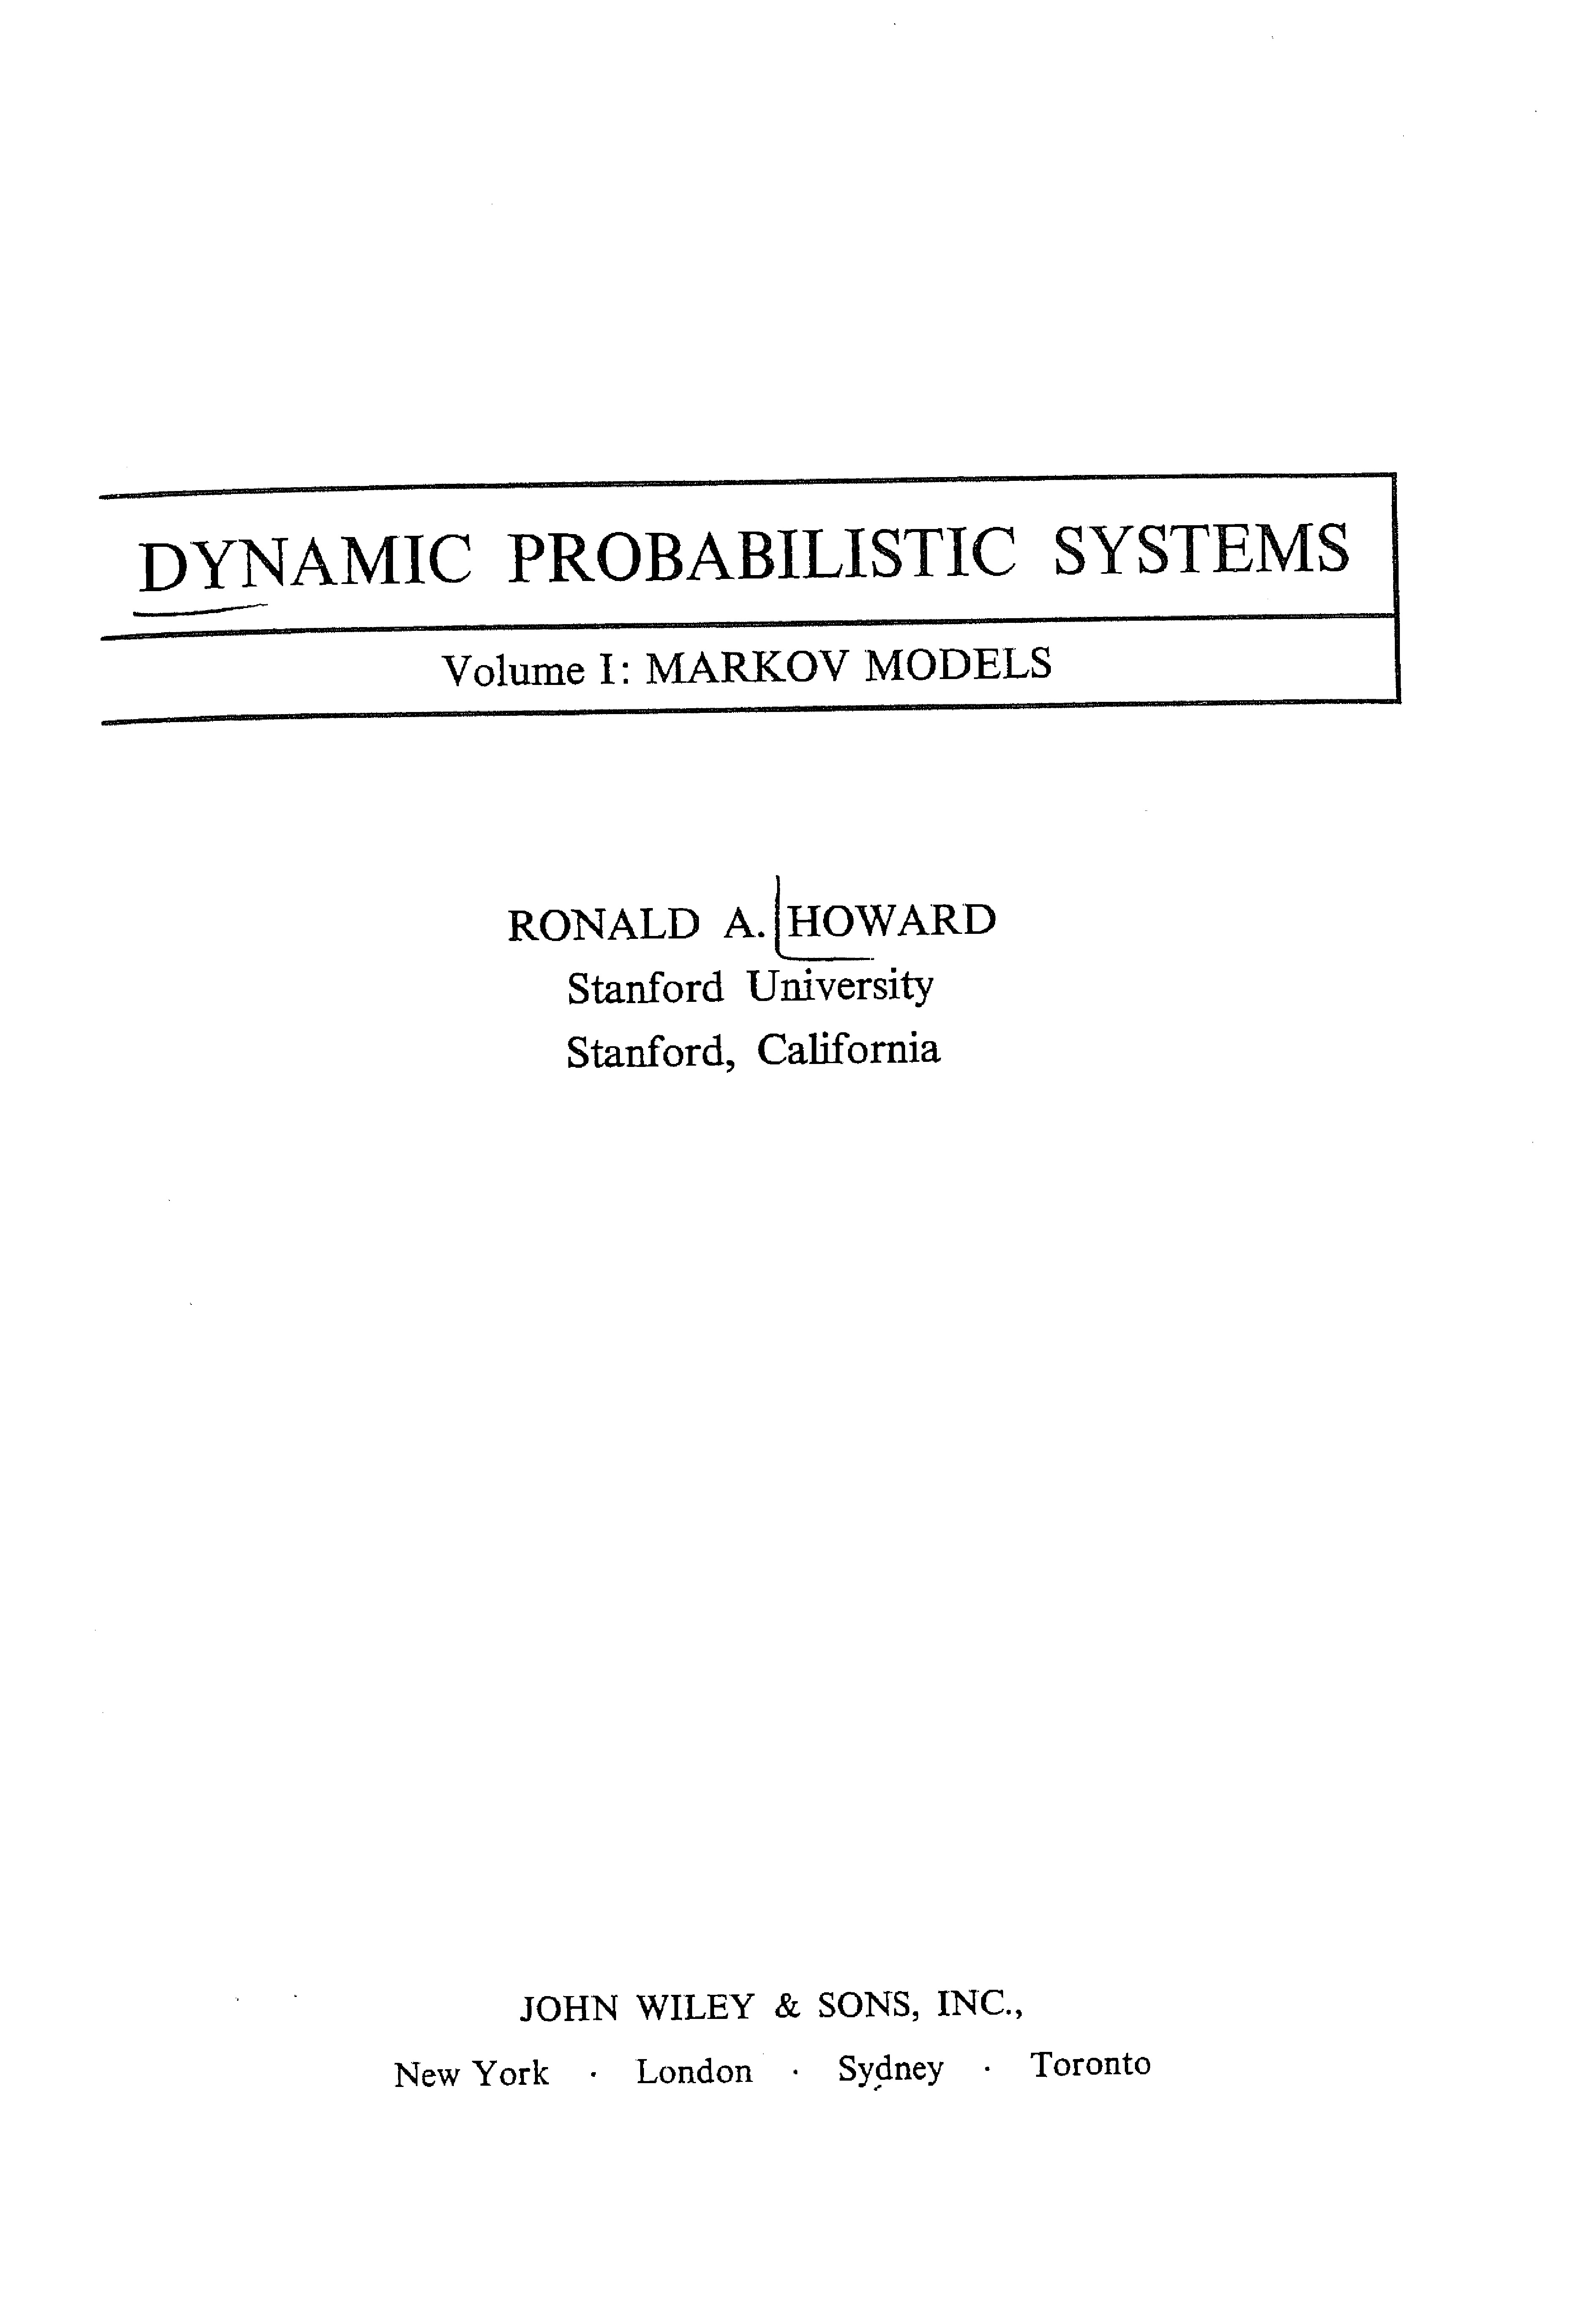 DYNAMIC PROBABILISTIC SYSTEMS
Volume I: MARKOV MODELS
RONALD A. HOWARD
Stanford University
Stanford, California
JOHN WILEY & SONS, INC.,
New York · London · Sydney · Toronto